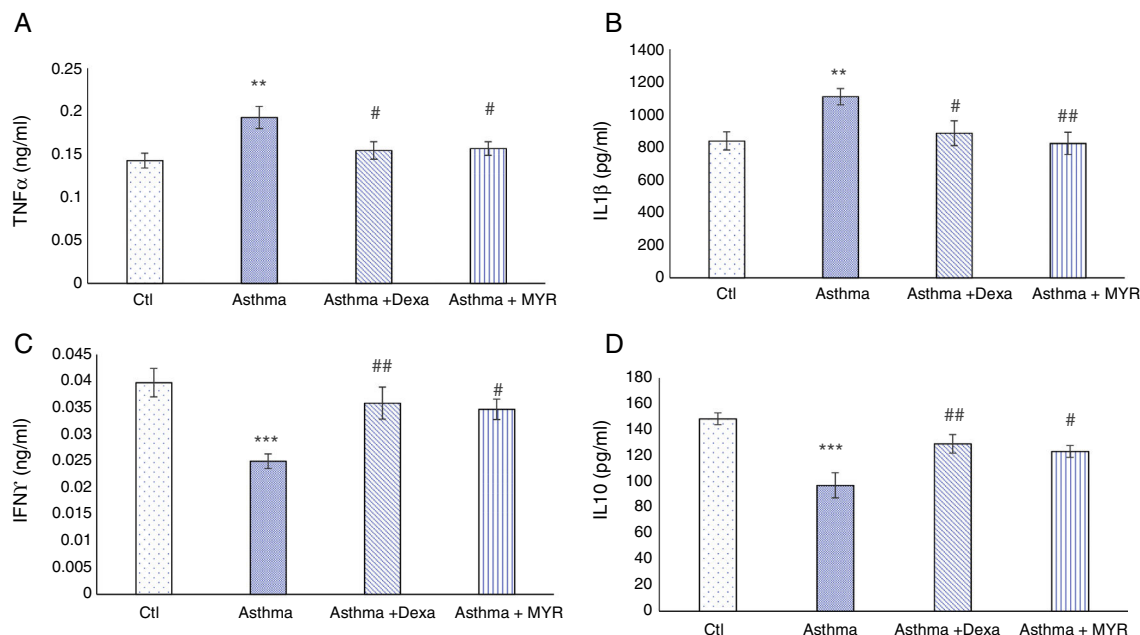 A
TNFα (ng/ml)
0.25
0.2
0.15
0.1
0.05
0
**
#
#
Ctl
Asthma
Asthma +Dexa
Asthma + MYR
B
IL1β (pg/ml)
1400
1200
1000
800
600
400
200
0
**
#
##
Ctl
Asthma
Asthma +Dexa
Asthma + MYR
C
IFNϒ (ng/ml)
0.045
0.04
0.035
0.03
0.025
0.02
0.015
0.01
0.005
0
***
##
#
Ctl
Asthma
Asthma +Dexa
Asthma + MYR
D
IL10 (pg/ml)
180
160
140
120
100
80
60
40
20
0
***
##
#
Ctl
Asthma
Asthma +Dexa
Asthma + MYR